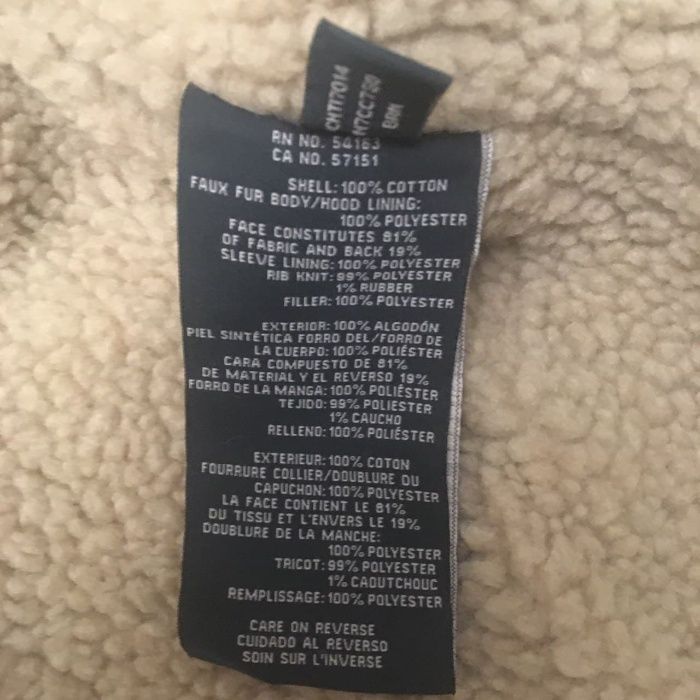 CH117014
H7CC7S0
BRN
RN NO. 54163
CA NO. 57151
SHELL: 100% COTTON
FAUX FUR BODY/HOOD LINING:
100% POLYESTER
FACE CONSTITUTES 81%
OF FABRIC AND BACK 19%
SLEEVE LINING: 100% POLYESTER
RIB KNIT: 99% POLYESTER
1% RUBBER
FILLER: 100% POLYESTER
EXTERIOR: 100% ALGODÓN
PIEL SINTÉTICA FORRO DEL/FORRO DE
LA CUERPO: 100% POLIÉSTER
CARA COMPUESTO DE 81%
DE MATERIAL Y EL REVERSO 19%
FORRO DE LA MANGA: 100% POLIÉSTER
TEJIDO: 99% POLIESTER
1% CAUCHO
RELLENO: 100% POLIÉSTER
EXTERIEUR: 100% COTON
FOURRURE COLLIER/DOUBLURE DU
CAPUCHON: 100% POLYESTER
LA FACE CONTIENT LE 81%
DU TISSU ET L'ENVERS LE 19%
DOUBLURE DE LA MANCHE:
100% POLYESTER
TRICOT: 99% POLYESTER
1% CAOUTCHOUC
REMPLISSAGE: 100% POLYESTER
CARE ON REVERSE
CUIDADO AL REVERSO
SOIN SUR L'INVERSE